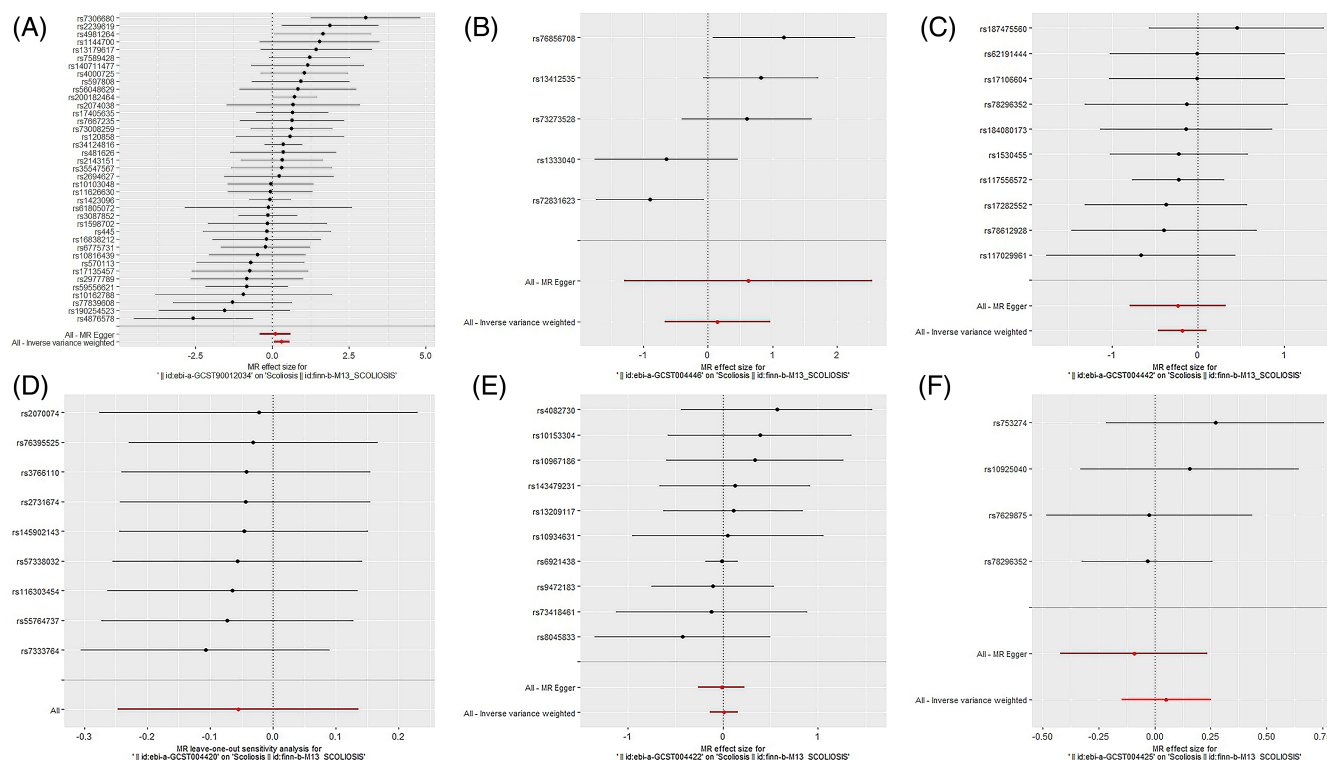 (A)
rs7306680
rs2239619
rs4981264
rs1144700
rs13179617
rs7589428
rs140711477
rs4000725
rs597808
rs56048629
rs200182464
rs2074038
rs17405635
rs7667235
rs73008259
rs120858
rs34124816
rs481626
rs2143151
rs35547567
rs2694627
rs10103048
rs11626630
rs1423096
rs61805072
rs3087852
rs1598702
rs445
rs16838212
rs6775731
rs10816439
rs570113
rs17135457
rs2977789
rs59556621
rs10162788
rs77839608
rs190254523
rs4876578
All - MR Egger
All - Inverse variance weighted
-2.5 0.0 2.5 5.0
MR effect size for
' || id:ebi-a-GCST90012034' on 'Scoliosis || id:finn-b-M13_SCOLIOSIS'
(B)
rs76856708
rs13412535
rs73273528
rs1333040
rs72831623
All - MR Egger
All - Inverse variance weighted
-1 0 1 2
MR effect size for
' || id:ebi-a-GCST004446' on 'Scoliosis || id:finn-b-M13_SCOLIOSIS'
(C)
rs187475560
rs62191444
rs17106604
rs78296352
rs184080173
rs1530455
rs117556572
rs17282552
rs78612928
rs117029961
All - MR Egger
All - Inverse variance weighted
-1 0 1
MR effect size for
' || id:ebi-a-GCST004442' on 'Scoliosis || id:finn-b-M13_SCOLIOSIS'
(D)
rs2070074
rs76395525
rs3766110
rs2731674
rs145902143
rs57338032
rs116303454
rs55764737
rs7333764
All
-0.3 -0.2 -0.1 0.0 0.1 0.2
MR leave-one-out sensitivity analysis for
' || id:ebi-a-GCST004420' on 'Scoliosis || id:finn-b-M13_SCOLIOSIS'
(E)
rs4082730
rs10153304
rs10967186
rs143479231
rs13209117
rs10934631
rs6921438
rs9472183
rs73418461
rs8045833
All - MR Egger
All - Inverse variance weighted
-1 0 1
MR effect size for
' || id:ebi-a-GCST004422' on 'Scoliosis || id:finn-b-M13_SCOLIOSIS'
(F)
rs753274
rs10925040
rs7629875
rs78296352
All - MR Egger
All - Inverse variance weighted
-0.50 -0.25 0.00 0.25 0.50 0.7
MR effect size for
' || id:ebi-a-GCST004425' on 'Scoliosis || id:finn-b-M13_SCOLIOSIS'